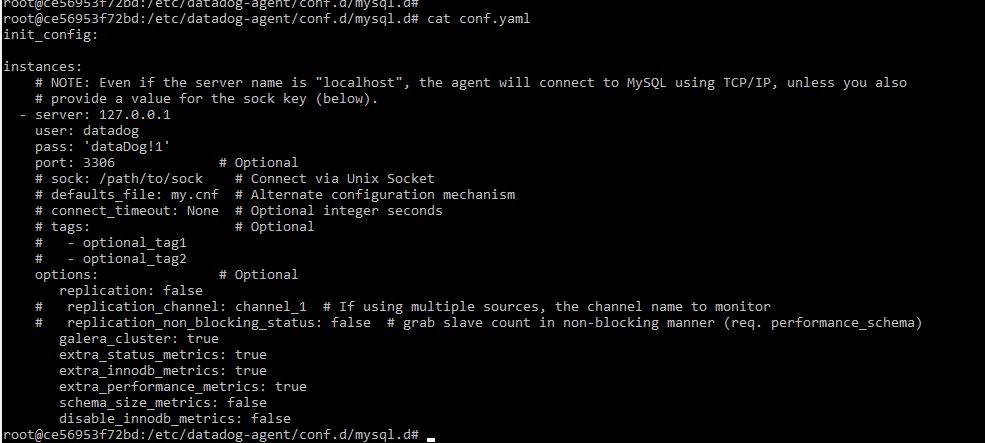 root@ce56953f72bd:/etc/datadog-agent/conf.d/mysql.d#
root@ce56953f72bd:/etc/datadog-agent/conf.d/mysql.d# cat conf.yaml
init_config:

instances:
    # NOTE: Even if the server name is "localhost", the agent will connect to MySQL using TCP/IP, unless you also
    # provide a value for the sock key (below).
  - server: 127.0.0.1
    user: datadog
    pass: 'dataDog!1'
    port: 3306             # Optional
    # sock: /path/to/sock    # Connect via Unix Socket
    # defaults_file: my.cnf  # Alternate configuration mechanism
    # connect_timeout: None  # Optional integer seconds
    # tags:                  # Optional
    #   - optional_tag1
    #   - optional_tag2
    options:               # Optional
       replication: false
    #   replication_channel: channel_1  # If using multiple sources, the channel name to monitor
    #   replication_non_blocking_status: false  # grab slave count in non-blocking manner (req. performance_schema)
       galera_cluster: true
       extra_status_metrics: true
       extra_innodb_metrics: true
       extra_performance_metrics: true
       schema_size_metrics: false
       disable_innodb_metrics: false
root@ce56953f72bd:/etc/datadog-agent/conf.d/mysql.d#